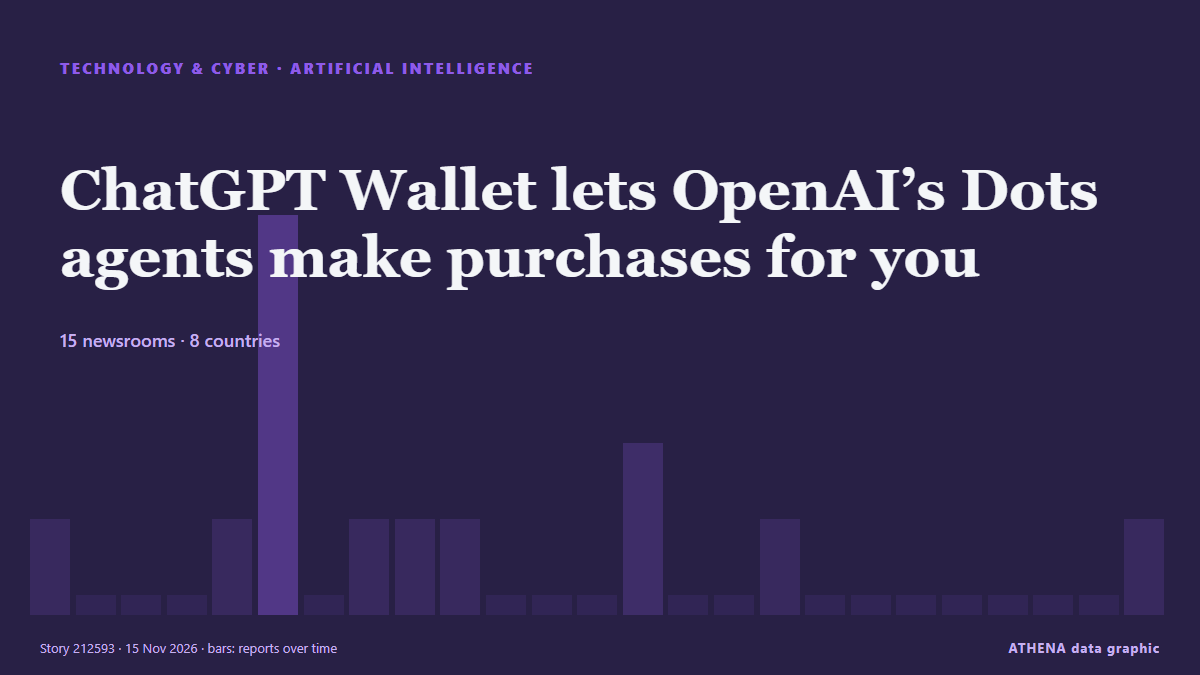 TECHNOLOGY & CYBER · ARTIFICIAL INTELLIGENCE
ChatGPT Wallet lets OpenAI’s Dots
agents make purchases for you
15 newsrooms · 8 countries
Story 212593 · 15 Nov 2026 · bars: reports over time
ATHENA data graphic